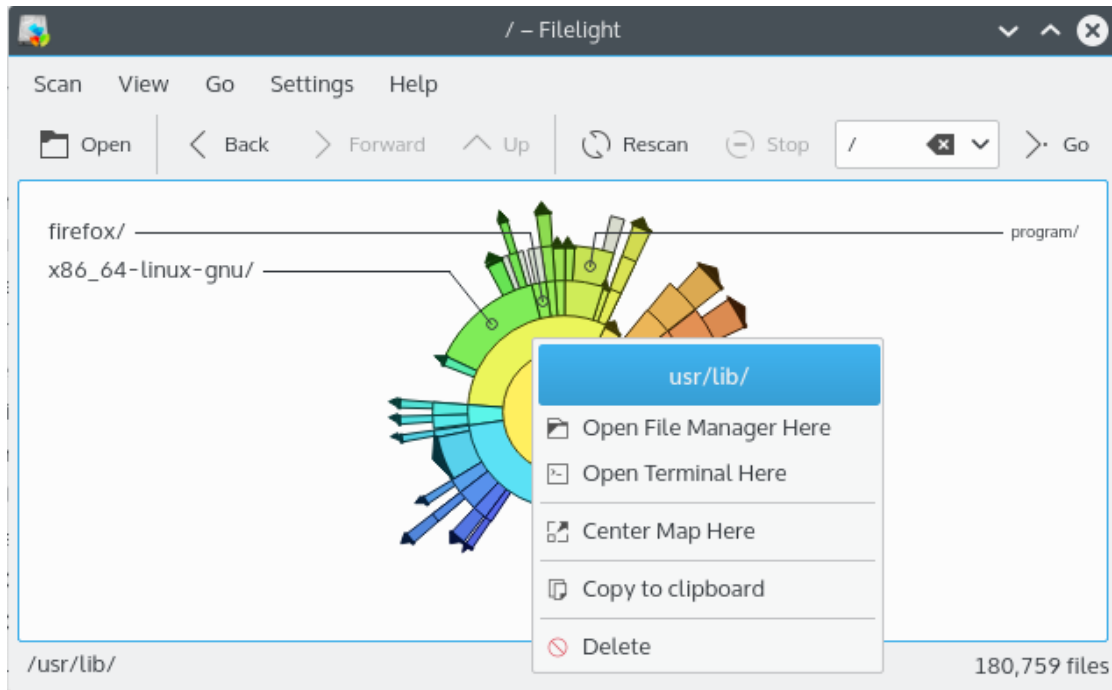 / – Filelight
Scan View Go Settings Help
Open Back Forward Up Rescan Stop / Go
firefox/ program/
x86_64-linux-gnu/
usr/lib/
Open File Manager Here
Open Terminal Here
Center Map Here
Copy to clipboard
Delete
/usr/lib/ 180,759 files